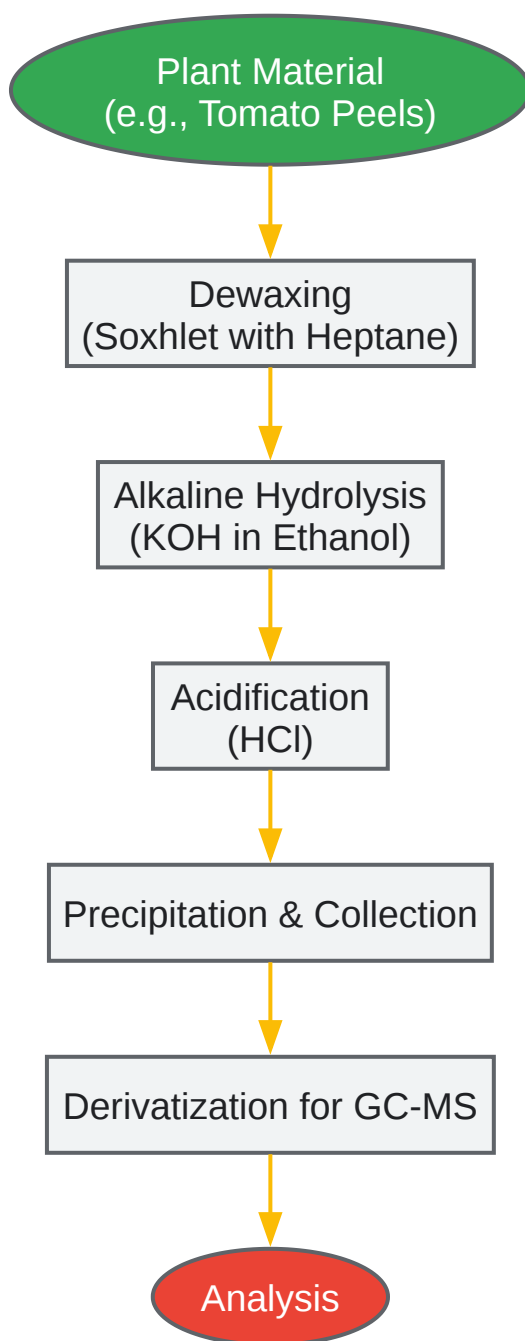 Plant Material
(e.g., Tomato Peels)
Dewaxing
(Soxhlet with Heptane)
Alkaline Hydrolysis
(KOH in Ethanol)
Acidification
(HCl)
Precipitation & Collection
Derivatization for GC-MS
Analysis